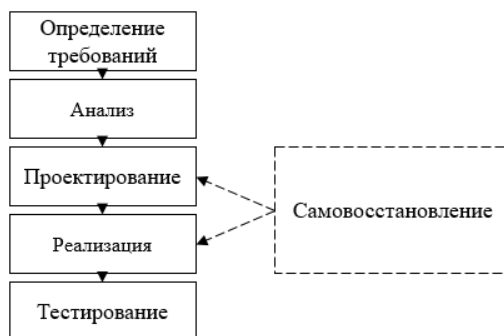 Определение
требований
Анализ
Проектирование
Самовосстановление
Реализация
Тестирование